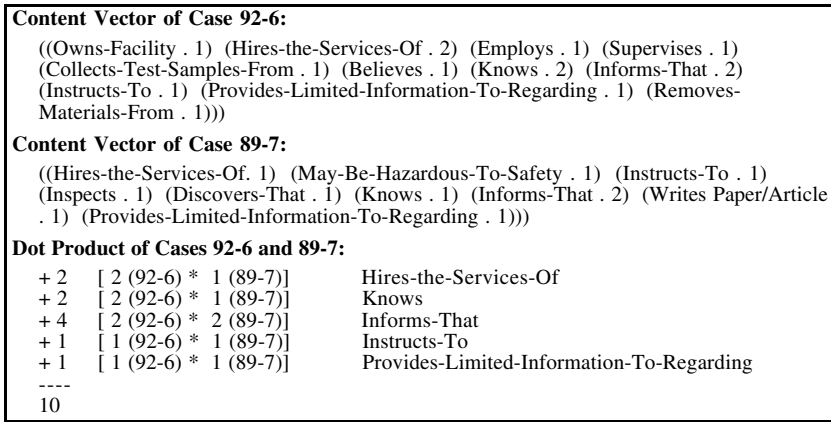 Content Vector of Case 92-6:
((Owns-Facility . 1) (Hires-the-Services-Of . 2) (Employs . 1) (Supervises . 1)
(Collects-Test-Samples-From . 1) (Believes . 1) (Knows . 2) (Informs-That . 2)
(Instructs-To . 1) (Provides-Limited-Information-To-Regarding . 1) (Removes-
Materials-From . 1)))
Content Vector of Case 89-7:
((Hires-the-Services-Of. 1) (May-Be-Hazardous-To-Safety . 1) (Instructs-To . 1)
(Inspects . 1) (Discovers-That . 1) (Knows . 1) (Informs-That . 2) (Writes Paper/Article
. 1) (Provides-Limited-Information-To-Regarding . 1)))
Dot Product of Cases 92-6 and 89-7:
+ 2 [ 2 (92-6) * 1 (89-7)] Hires-the-Services-Of
+ 2 [ 2 (92-6) * 1 (89-7)] Knows
+ 4 [ 2 (92-6) * 2 (89-7)] Informs-That
+ 1 [ 1 (92-6) * 1 (89-7)] Instructs-To
+ 1 [ 1 (92-6) * 1 (89-7)] Provides-Limited-Information-To-Regarding
----
10